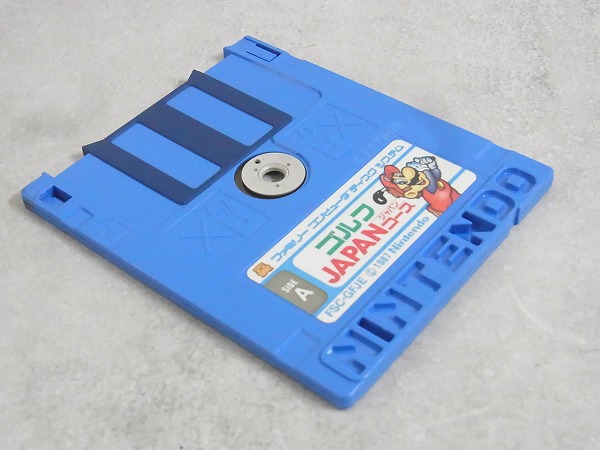 ファミリー コンピュータ ディスク システム
ゴルフ
JAPAN ジャパン コース
SIDE A
FSC-GFJE © 1987 Nintendo
NINTENDO